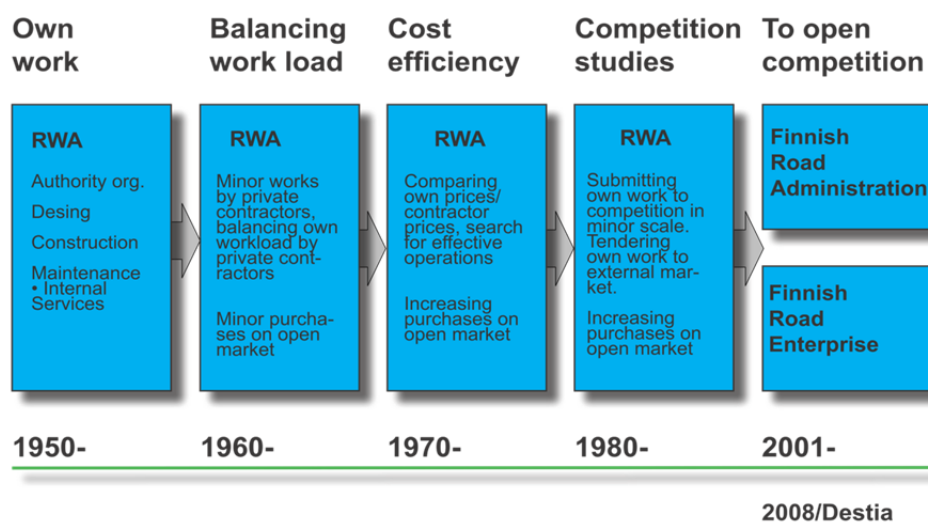 Own
work
Balancing
work load
Cost
efficiency
Competition
studies
To open
competition
RWA
Authority org.
Desing
Construction
Maintenance
• Internal
Services
RWA
Minor works
by private
contractors,
balancing own
workload by
private cont-
ractors
Minor purcha-
ses on open
market
RWA
Comparing
own prices/
contractor
prices, search
for effective
operations
Increasing
purchases on
open market
RWA
Submitting
own work to
competition in
minor scale.
Tendering
own work to
external mar-
ket.
Increasing
purchases on
open market
Finnish
Road
Administration
Finnish
Road
Enterprise
1950-
1960-
1970-
1980-
2001-
2008/Destia